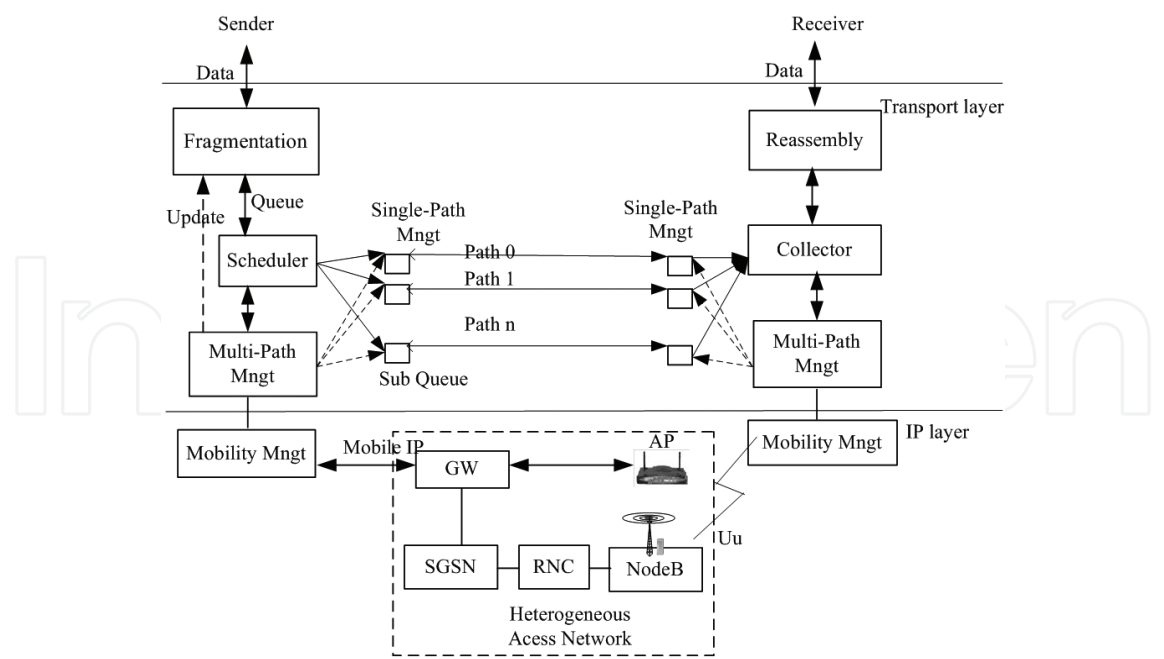 Sender
Receiver
Data
Data
Transport layer
Fragmentation
Reassembly
Update
Queue
Single-Path
Mngt
Single-Path
Mngt
Scheduler
Path 0
Collector
Path 1
Path n
Multi-Path
Mngt
Multi-Path
Mngt
Sub Queue
IP layer
Mobility Mngt
Mobile IP
AP
Mobility Mngt
GW
Uu
SGSN
RNC
NodeB
Heterogeneous
Acess Network